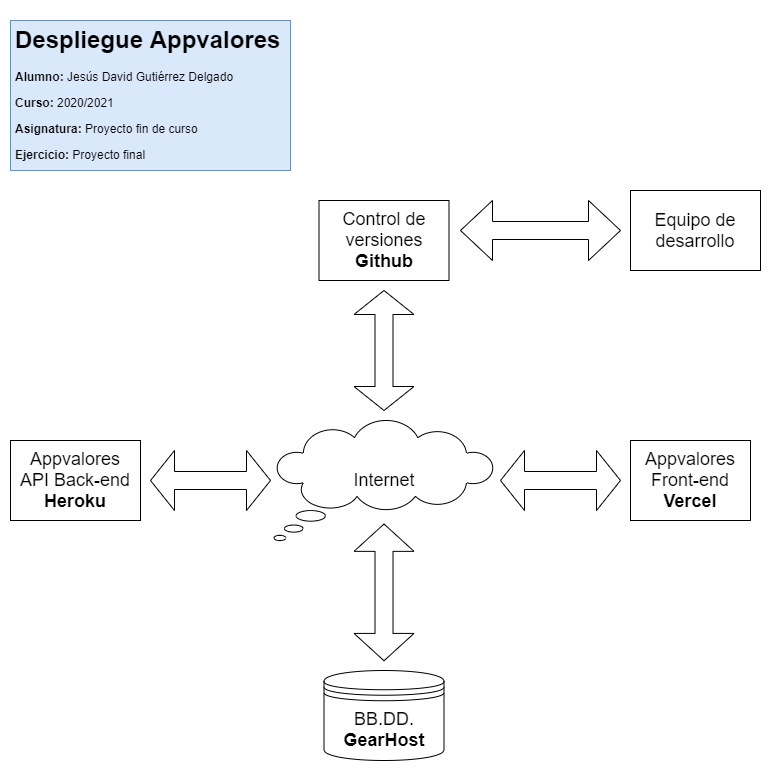 Despliegue Appvalores
Alumno: Jesús David Gutiérrez Delgado
Curso: 2020/2021
Asignatura: Proyecto fin de curso
Ejercicio: Proyecto final
Control de
versiones
Github
Equipo de
desarrollo
Appvalores
API Back-end
Heroku
Internet
Appvalores
Front-end
Vercel
BB.DD.
GearHost